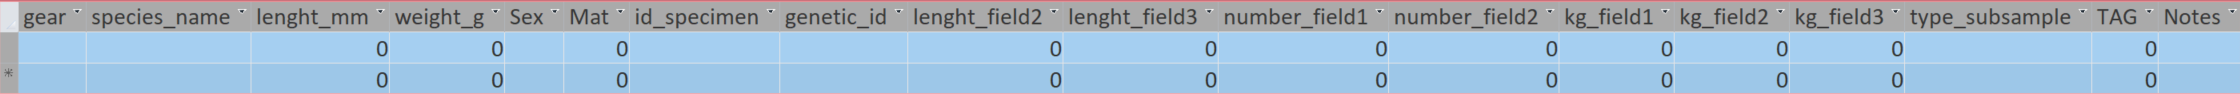 gear species_name lenght_mm weight_g Sex Mat id_specimen genetic_id lenght_field2 lenght_field3 number_field1 number_field2 kg_field1 kg_field2 kg_field3 type_subsample TAG Notes
0 0 0 0 0 0 0 0 0 0 0
* 0 0 0 0 0 0 0 0 0 0 0